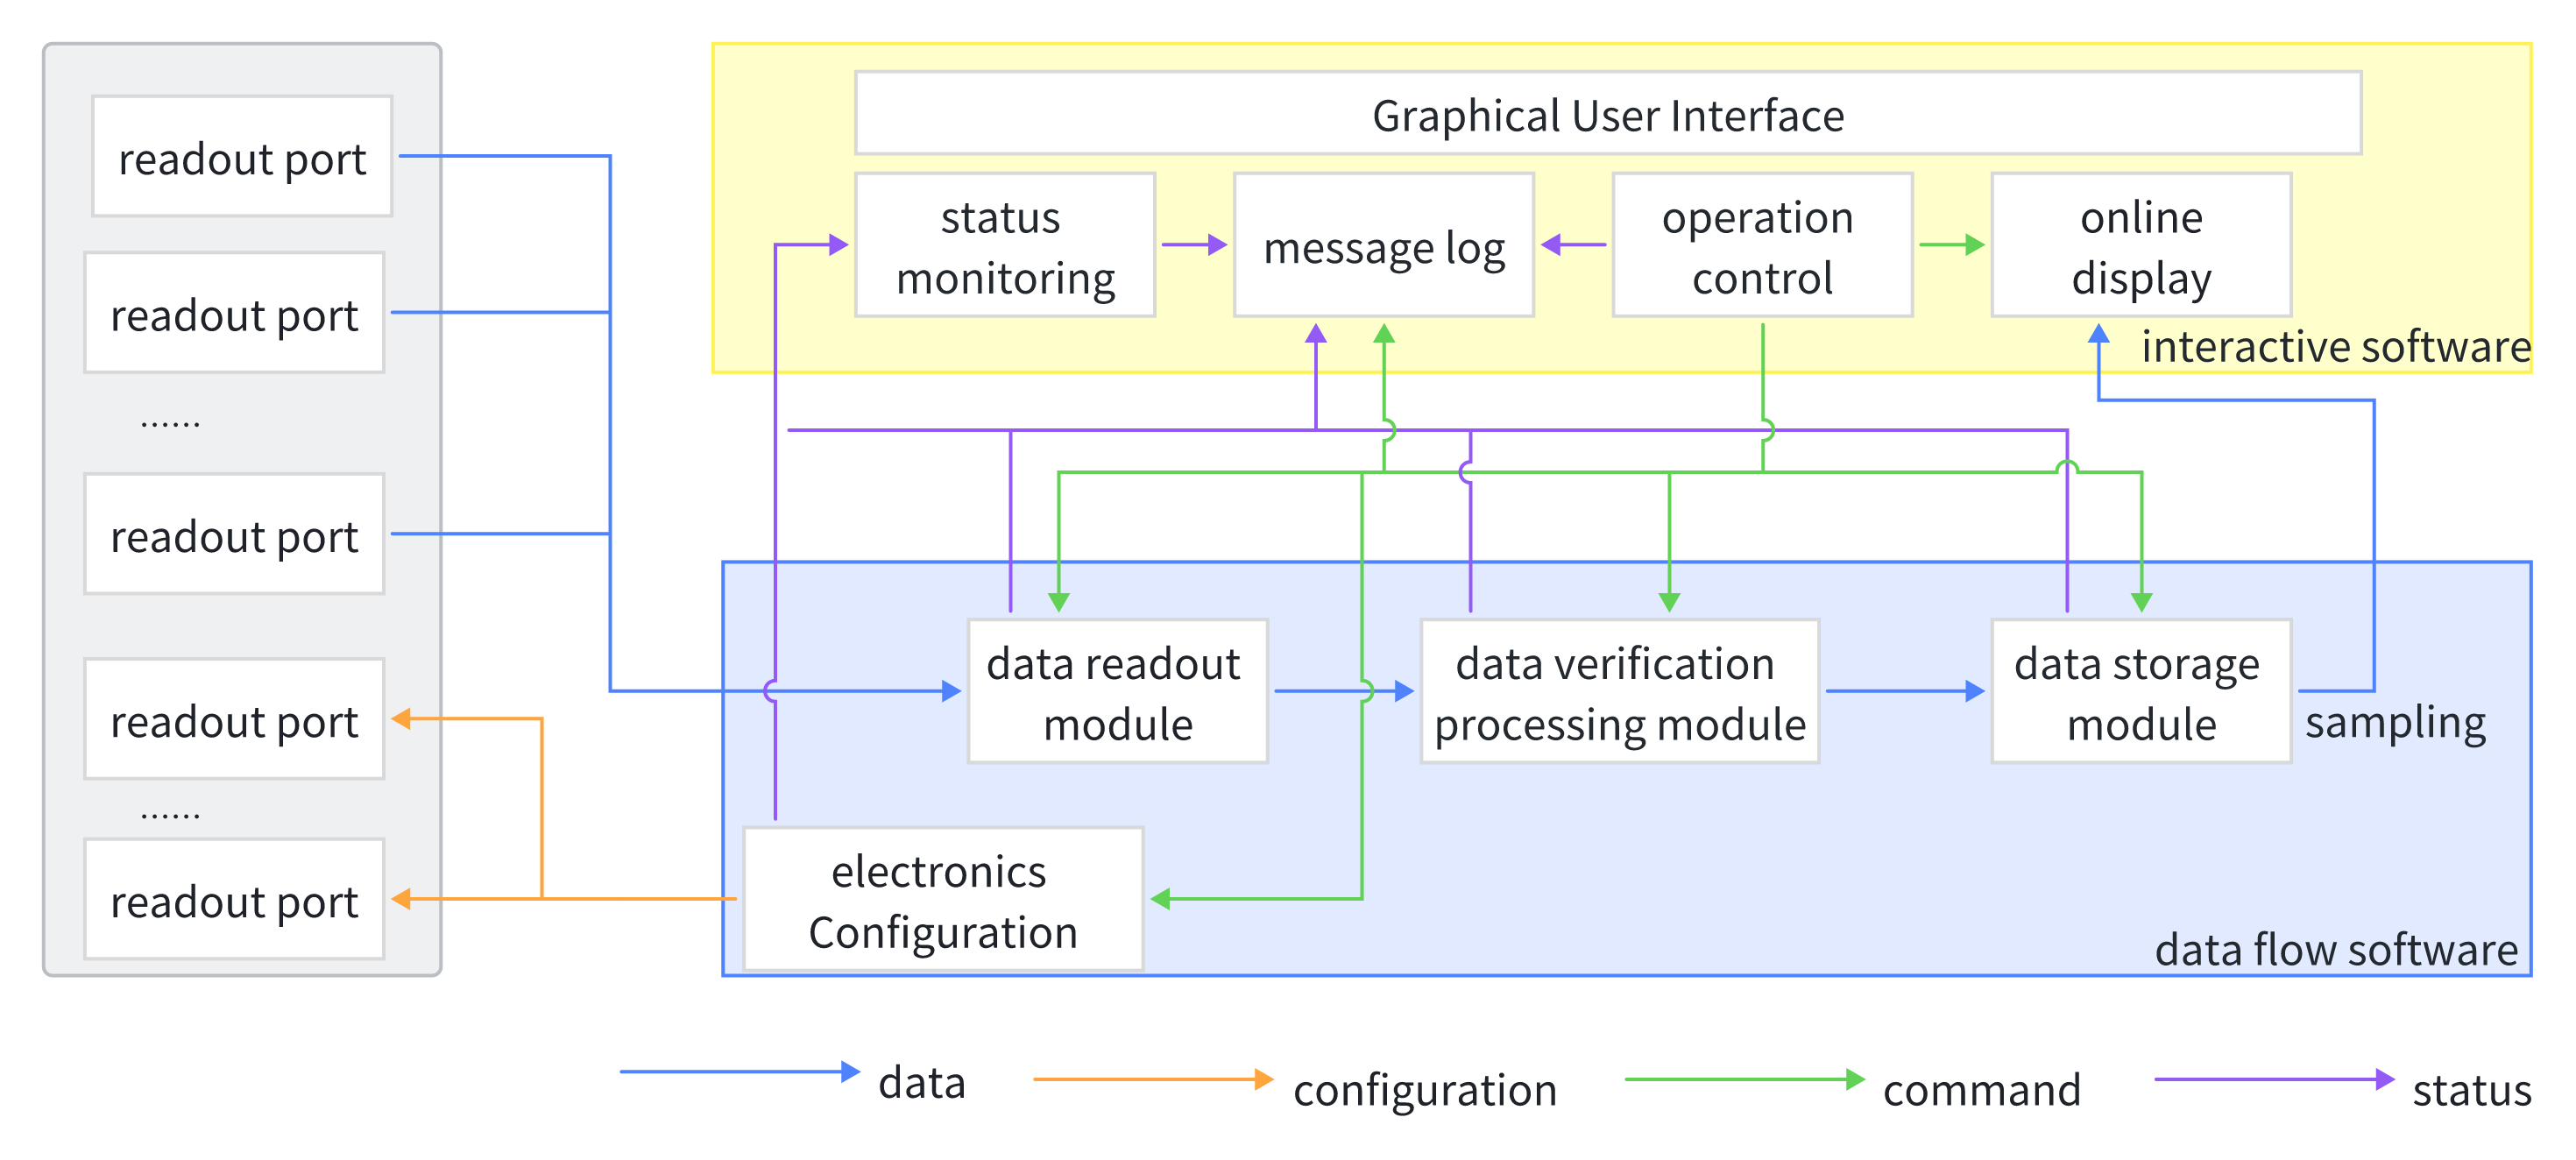 readout port
readout port
......
readout port
readout port
......
readout port
Graphical User Interface
status
monitoring
message log
operation
control
online
display
interactive software
data readout
module
data verification
processing module
data storage
module
sampling
electronics
Configuration
data flow software
data
configuration
command
status